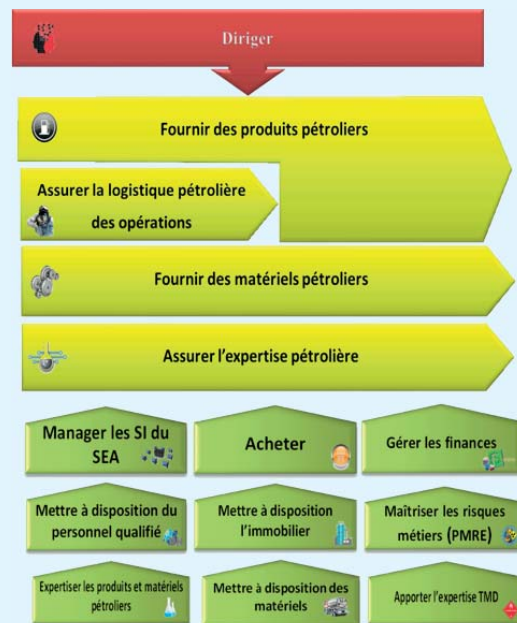 Diriger
Fournir des produits pétroliers
Assurer la logistique pétrolière
des opérations
Fournir des matériels pétroliers
Assurer l'expertise pétrolière
Manager les SI du
SEA
Acheter
Gérer les finances
Mettre à disposition du
personnel qualifié
Mettre à disposition
l'immobilier
Maîtriser les risques
métiers (PMRE)
Expertiser les produits et matériels
pétroliers
Mettre à disposition des
matériels
Apporter l'expertise TMD